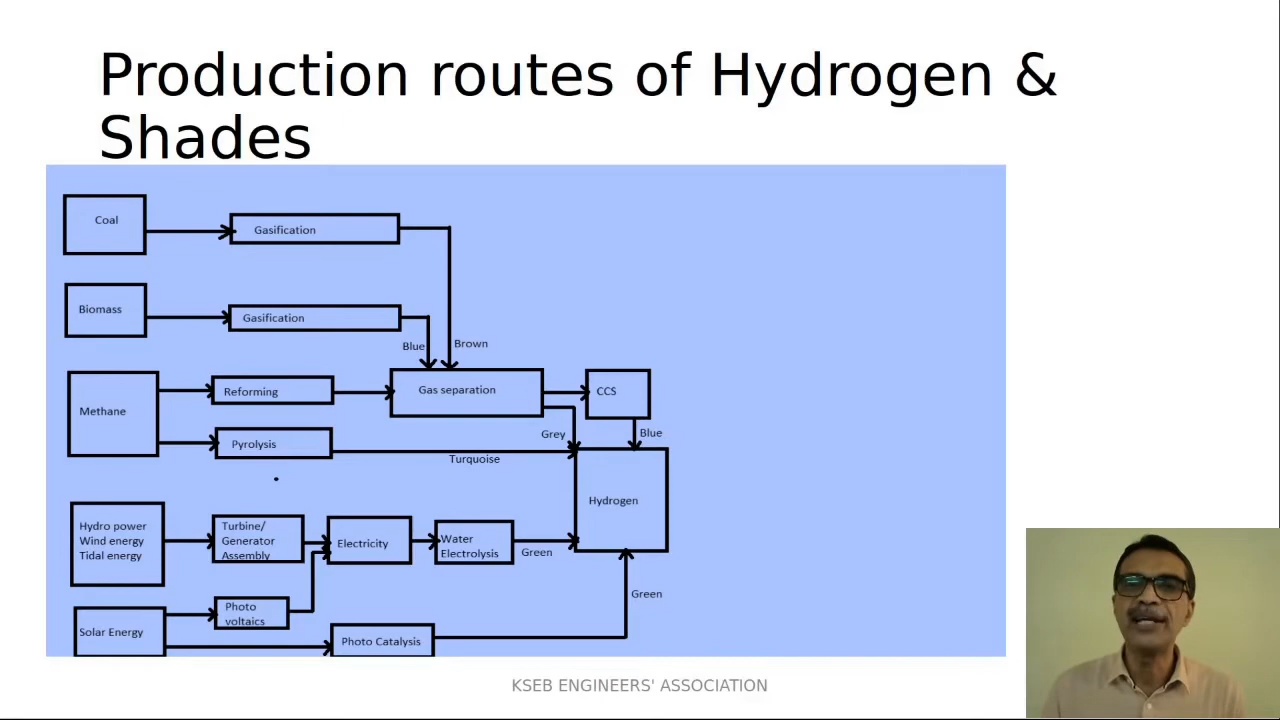 Production routes of Hydrogen &
Shades
Coal
Gasification
Biomass
Gasification
Blue
Brown
Methane
Reforming
Gas separation
CCS
Pyrolysis
Grey
Blue
Turquoise
Hydrogen
Hydro power
Wind energy
Tidal energy
Turbine/
Generator
Assembly
Electricity
Water
Electrolysis
Green
Photo
voltaics
Green
Solar Energy
Photo Catalysis
KSEB ENGINEERS' ASSOCIATION